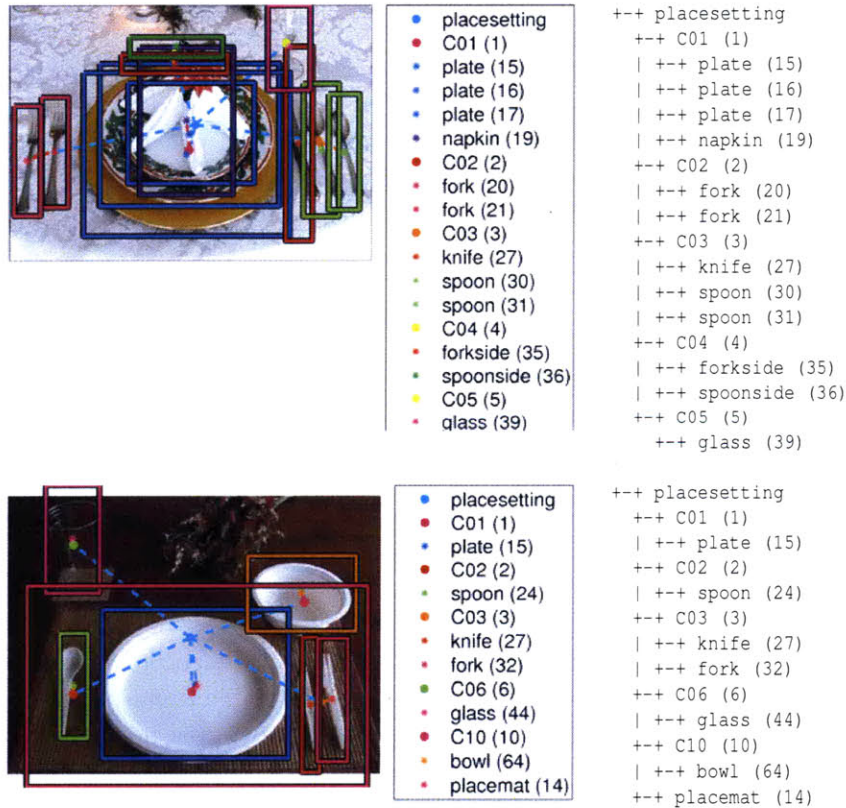 placesetting
C01 (1)
plate (15)
plate (16)
plate (17)
napkin (19)
C02 (2)
fork (20)
fork (21)
C03 (3)
knife (27)
spoon (30)
spoon (31)
C04 (4)
forkside (35)
spoonside (36)
C05 (5)
glass (39)
+-+ placesetting
+-+ C01 (1)
| +-+ plate (15)
| +-+ plate (16)
| +-+ plate (17)
| +-+ napkin (19)
+-+ C02 (2)
| +-+ fork (20)
| +-+ fork (21)
+-+ C03 (3)
| +-+ knife (27)
| +-+ spoon (30)
| +-+ spoon (31)
+-+ C04 (4)
| +-+ forkside (35)
| +-+ spoonside (36)
+-+ C05 (5)
+-+ glass (39)
placesetting
C01 (1)
plate (15)
C02 (2)
spoon (24)
C03 (3)
knife (27)
fork (32)
C06 (6)
glass (44)
C10 (10)
bowl (64)
placemat (14)
+-+ placesetting
+-+ C01 (1)
| +-+ plate (15)
+-+ C02 (2)
| +-+ spoon (24)
+-+ C03 (3)
| +-+ knife (27)
| +-+ fork (32)
+-+ C06 (6)
| +-+ glass (44)
+-+ C10 (10)
| +-+ bowl (64)
+-+ placemat (14)